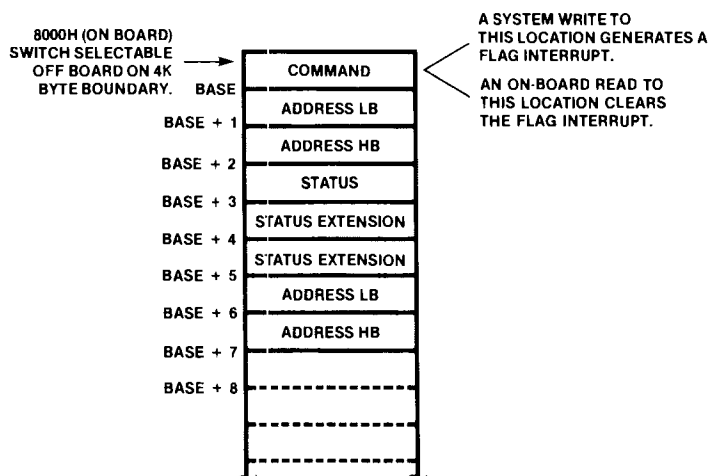 8000H (ON BOARD)
SWITCH SELECTABLE
OFF BOARD ON 4K
BYTE BOUNDARY.
A SYSTEM WRITE TO
THIS LOCATION GENERATES A
FLAG INTERRUPT.
AN ON-BOARD READ TO
THIS LOCATION CLEARS
THE FLAG INTERRUPT.
COMMAND
BASE
ADDRESS LB
BASE + 1
ADDRESS HB
BASE + 2
STATUS
BASE + 3
STATUS EXTENSION
BASE + 4
STATUS EXTENSION
BASE + 5
ADDRESS LB
BASE + 6
ADDRESS HB
BASE + 7
BASE + 8